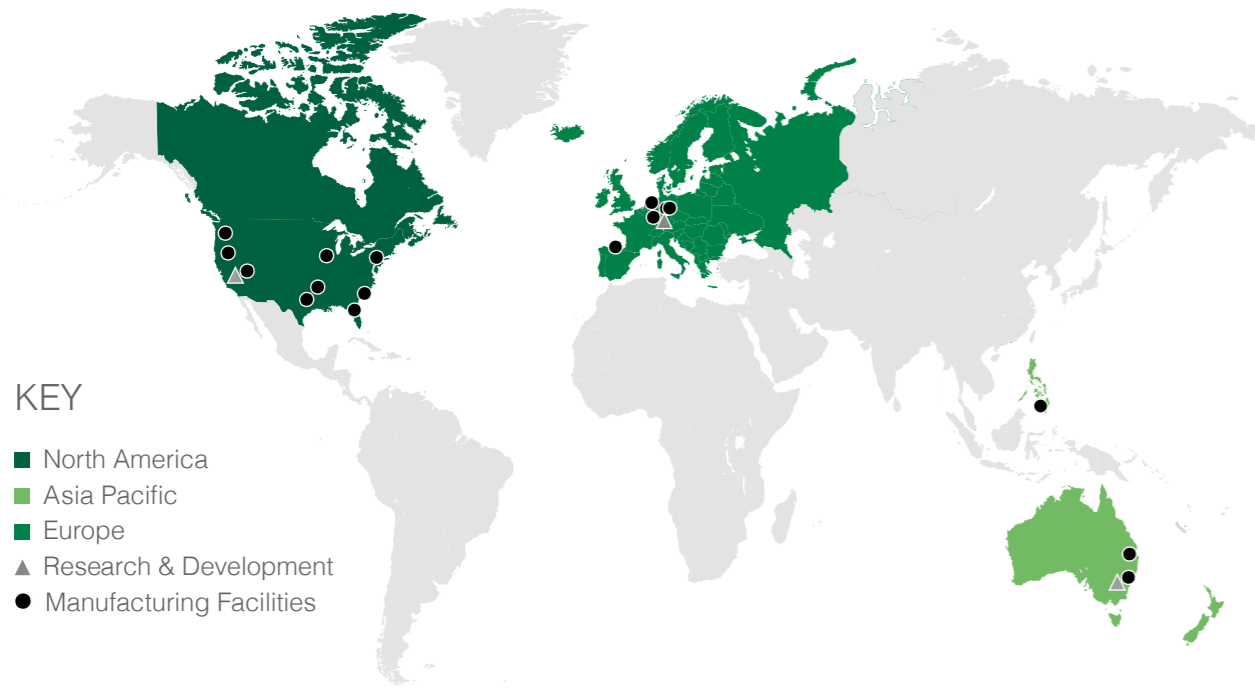 KEY
North America
Asia Pacific
Europe
Research & Development
Manufacturing Facilities